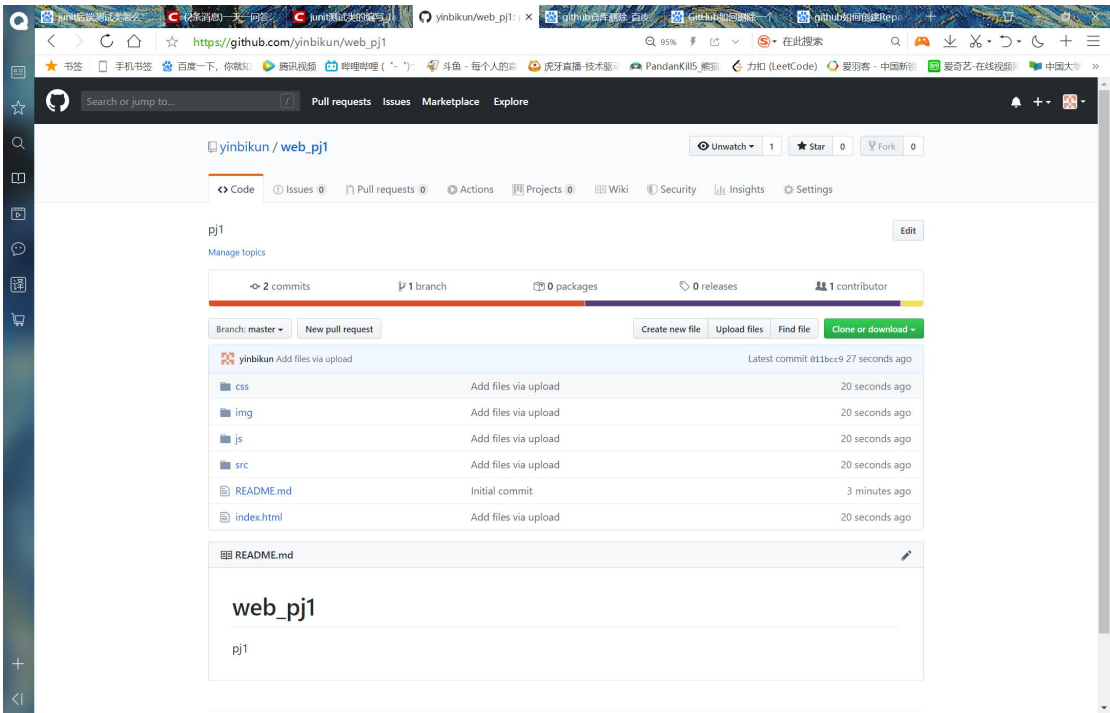 junit后端测试类怎么
(2条消息)一天一问答:
junit测试类的编写_Ja
yinbikun/web_pj1:
github仓库删除_百度
GitHub如何删除一个
github如何创建Repo
https://github.com/yinbikun/web_pj1
95%
在此搜索
书签 手机书签 百度一下,你就知 腾讯视频 哔哩哔哩 ( ゜- ゜) 斗鱼 - 每个人的直 虎牙直播-技术驱动 PandanKill5_熊猫 力扣 (LeetCode) 爱羽客 - 中国新锐 爱奇艺-在线视频网 中国大学 »
Search or jump to... /
Pull requests Issues Marketplace Explore
yinbikun / web_pj1
Unwatch 1 Star 0 Fork 0
Code Issues 0 Pull requests 0 Actions Projects 0 Wiki Security Insights Settings
pj1 Edit
Manage topics
2 commits 1 branch 0 packages 0 releases 1 contributor
Branch: master New pull request Create new file Upload files Find file Clone or download
yinbikun Add files via upload Latest commit 011bcc9 27 seconds ago
css Add files via upload 20 seconds ago
img Add files via upload 20 seconds ago
js Add files via upload 20 seconds ago
src Add files via upload 20 seconds ago
README.md Initial commit 3 minutes ago
index.html Add files via upload 20 seconds ago
README.md
web_pj1
pj1
译